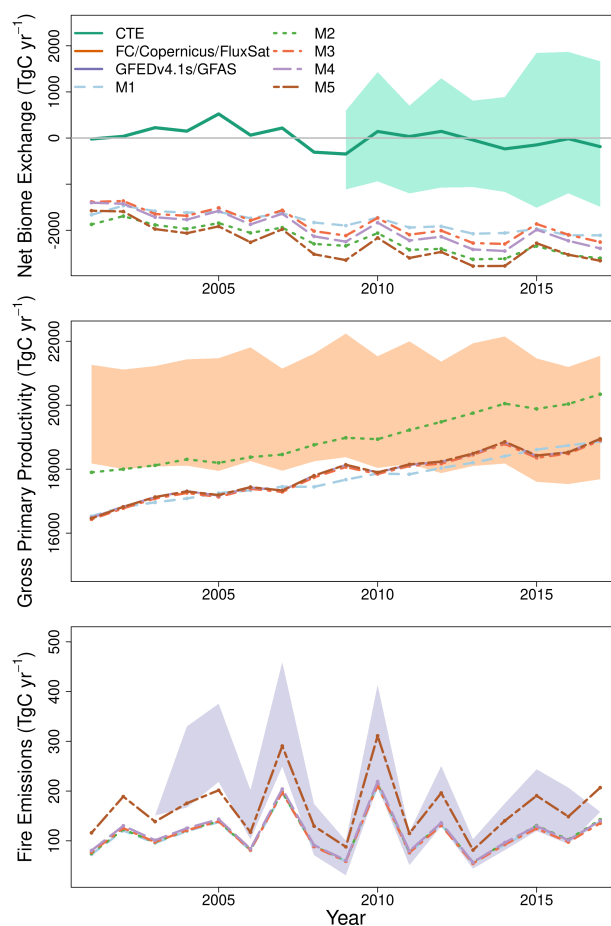 Net Biome Exchange (TgC yr⁻¹)
2000
1000
0
-2000
CTE
FC/Copernicus/FluxSat
GFEDv4.1s/GFAS
M1
M2
M3
M4
M5
2005
2010
2015
Gross Primary Productivity (TgC yr⁻¹)
22000
20000
18000
16000
2005
2010
2015
Fire Emissions (TgC yr⁻¹)
500
400
300
200
100
2005
2010
2015
Year